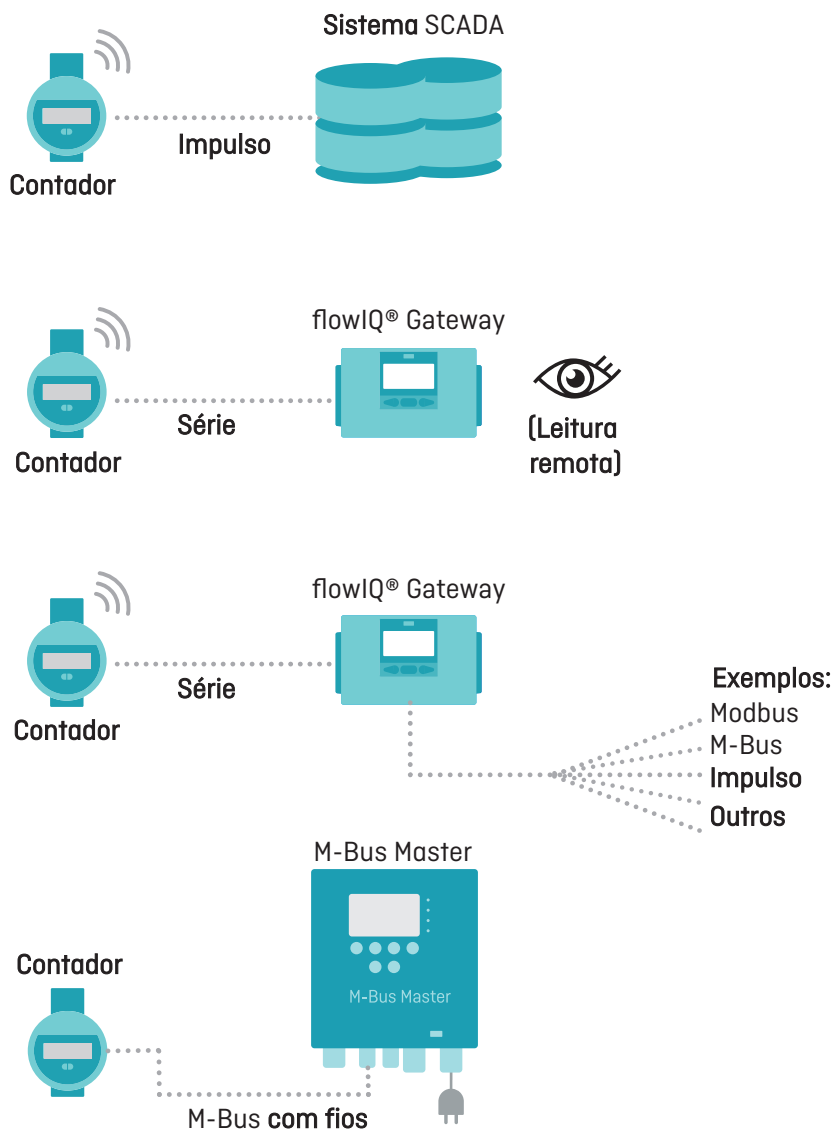 Sistema SCADA
Impulso
Contador
flowIQ® Gateway
Série
(Leitura
remota)
Contador
flowIQ® Gateway
Série
Contador
Exemplos:
Modbus
M-Bus
Impulso
Outros
M-Bus Master
Contador
M-Bus Master
M-Bus com fios